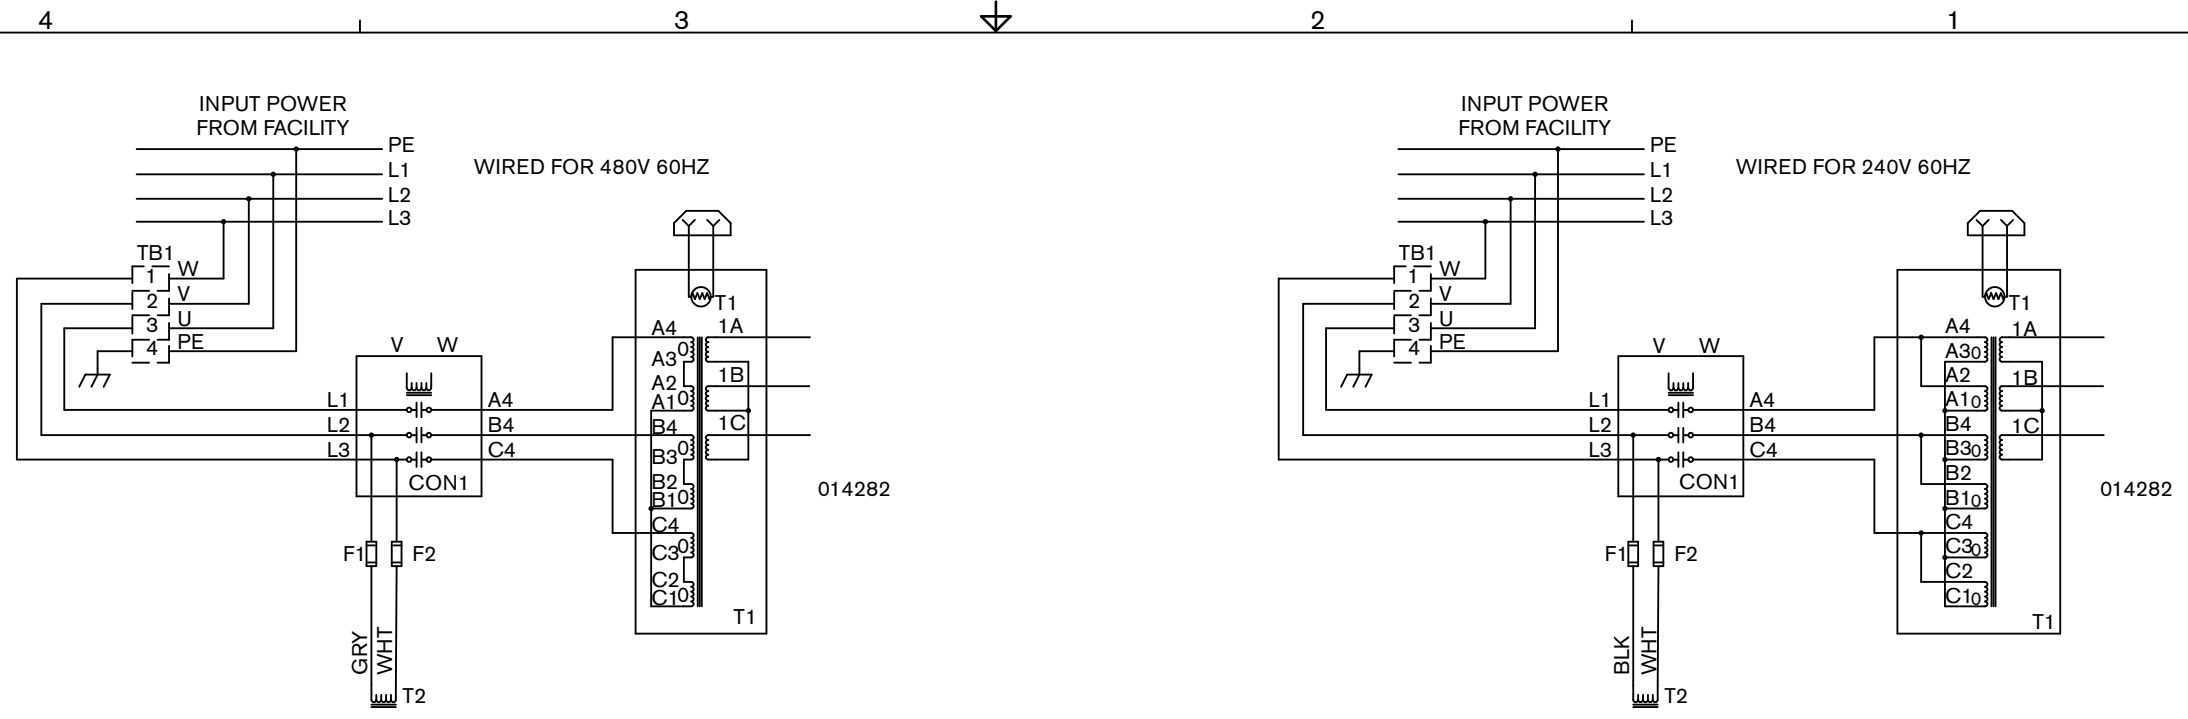 4 3 2 1
INPUT POWER
FROM FACILITY
PE
WIRED FOR 480V 60HZ
L1
L2
L3
TB1
1 W
2 V
3 U
4 PE
V W
L1 A4
L2 B4
L3 C4
CON1
F1 F2
GRY
WHT
T2
T1
A4 1A
A3
A2 1B
A1
B4 1C
B3
B2
B1
C4
C3
C2
C1
T1
014282
INPUT POWER
FROM FACILITY
PE
WIRED FOR 240V 60HZ
L1
L2
L3
TB1
1 W
2 V
3 U
4 PE
V W
L1 A4
L2 B4
L3 C4
CON1
F1 F2
BLK
WHT
T2
T1
A4 1A
A3
A2 1B
A1
B4 1C
B3
B2
B1
C4
C3
C2
C1
T1
014282